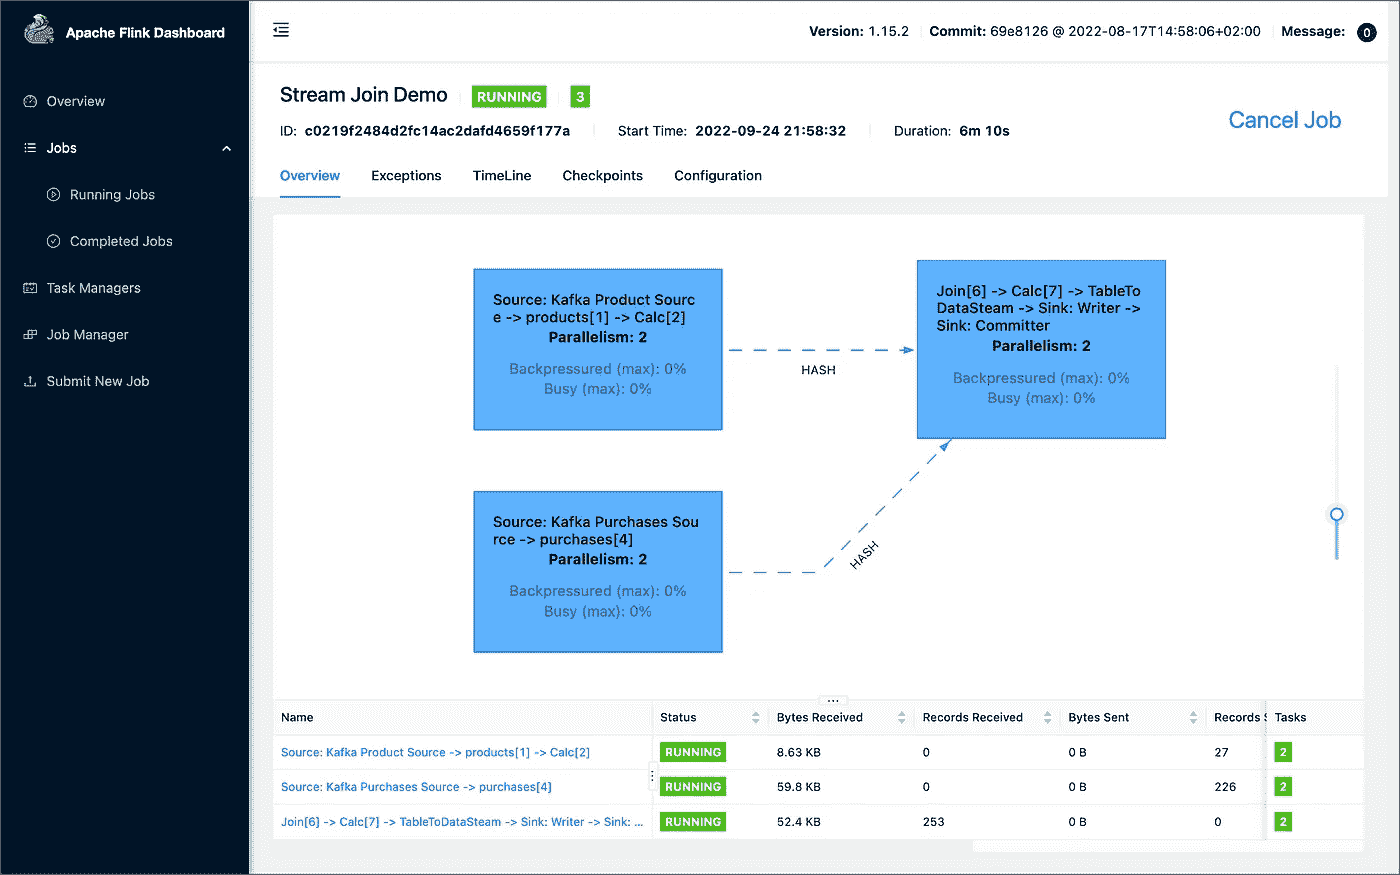 Apache Flink Dashboard
Version: 1.15.2 Commit: 69e8126 @ 2022-08-17T14:58:06+02:00 Message: 0
Overview
Jobs
Running Jobs
Completed Jobs
Task Managers
Job Manager
Submit New Job
Stream Join Demo RUNNING 3
ID: c0219f2484d2fc14ac2dafd4659f177a Start Time: 2022-09-24 21:58:32 Duration: 6m 10s
Cancel Job
Overview Exceptions TimeLine Checkpoints Configuration
Source: Kafka Product Sourc
e -> products[1] -> Calc[2]
Parallelism: 2
Backpressured (max): 0%
Busy (max): 0%
HASH
Join[6] -> Calc[7] -> TableTo
DataSteam -> Sink: Writer ->
Sink: Committer
Parallelism: 2
Backpressured (max): 0%
Busy (max): 0%
Source: Kafka Purchases Sou
rce -> purchases[4]
Parallelism: 2
Backpressured (max): 0%
Busy (max): 0%
HASH
Name Status Bytes Received Records Received Bytes Sent Records S Tasks
Source: Kafka Product Source -> products[1] -> Calc[2] RUNNING 8.63 KB 0 0 B 27 2
Source: Kafka Purchases Source -> purchases[4] RUNNING 59.8 KB 0 0 B 226 2
Join[6] -> Calc[7] -> TableToDataSteam -> Sink: Writer -> Sink: ... RUNNING 52.4 KB 253 0 B 0 2